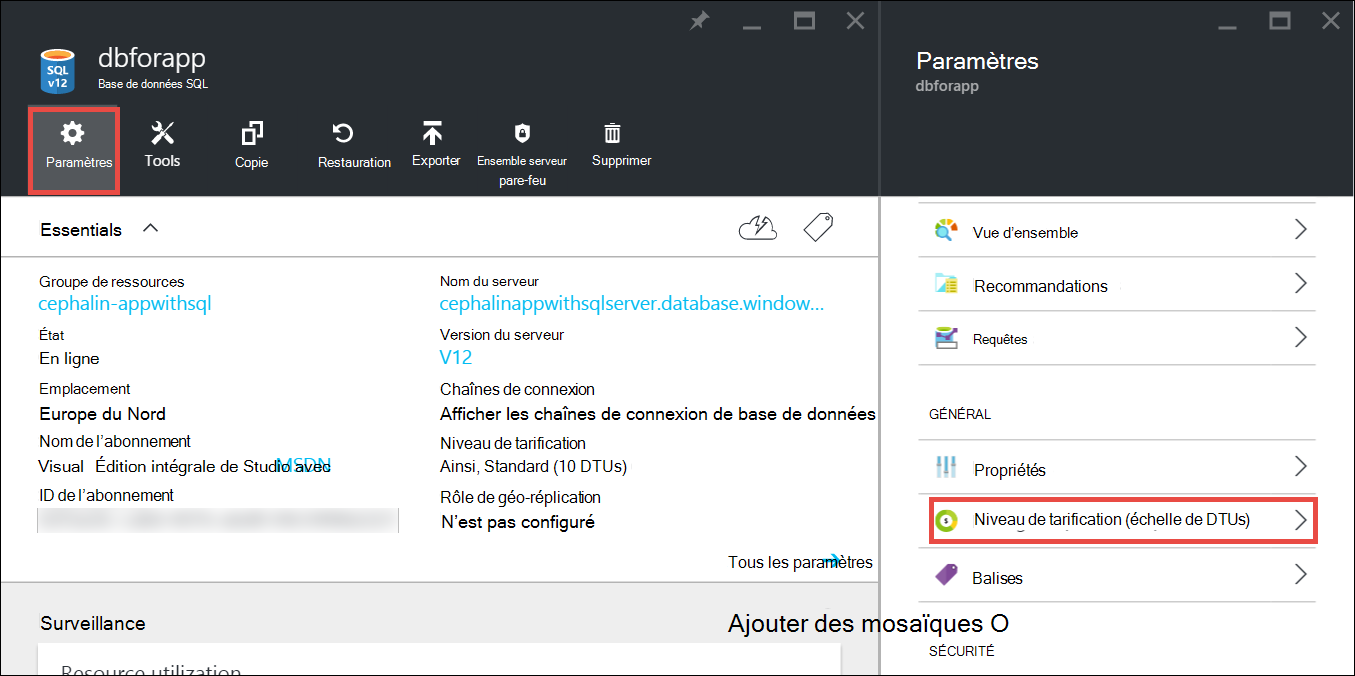 dbforapp
SQL v12
Base de données SQL
Paramètres
Tools
Copie
Restauration
Exporter
Ensemble serveur pare-feu
Supprimer
Essentials
Groupe de ressources
cephalin-appwithsql
État
En ligne
Emplacement
Europe du Nord
Nom de l’abonnement
Visual Édition intégrale de Studio avec MSDN
ID de l’abonnement
Nom du serveur
cephalinappwithsqlserver.database.window...
Version du serveur
V12
Chaînes de connexion
Afficher les chaînes de connexion de base de données
Niveau de tarification
Ainsi, Standard (10 DTUs)
Rôle de géo-réplication
N’est pas configuré
Tous les paramètres
Surveillance
Ajouter des mosaïques O
Resource utilization
Paramètres
dbforapp
Vue d’ensemble
Recommandations
Requêtes
GÉNÉRAL
Propriétés
Niveau de tarification (échelle de DTUs)
Balises
SÉCURITÉ